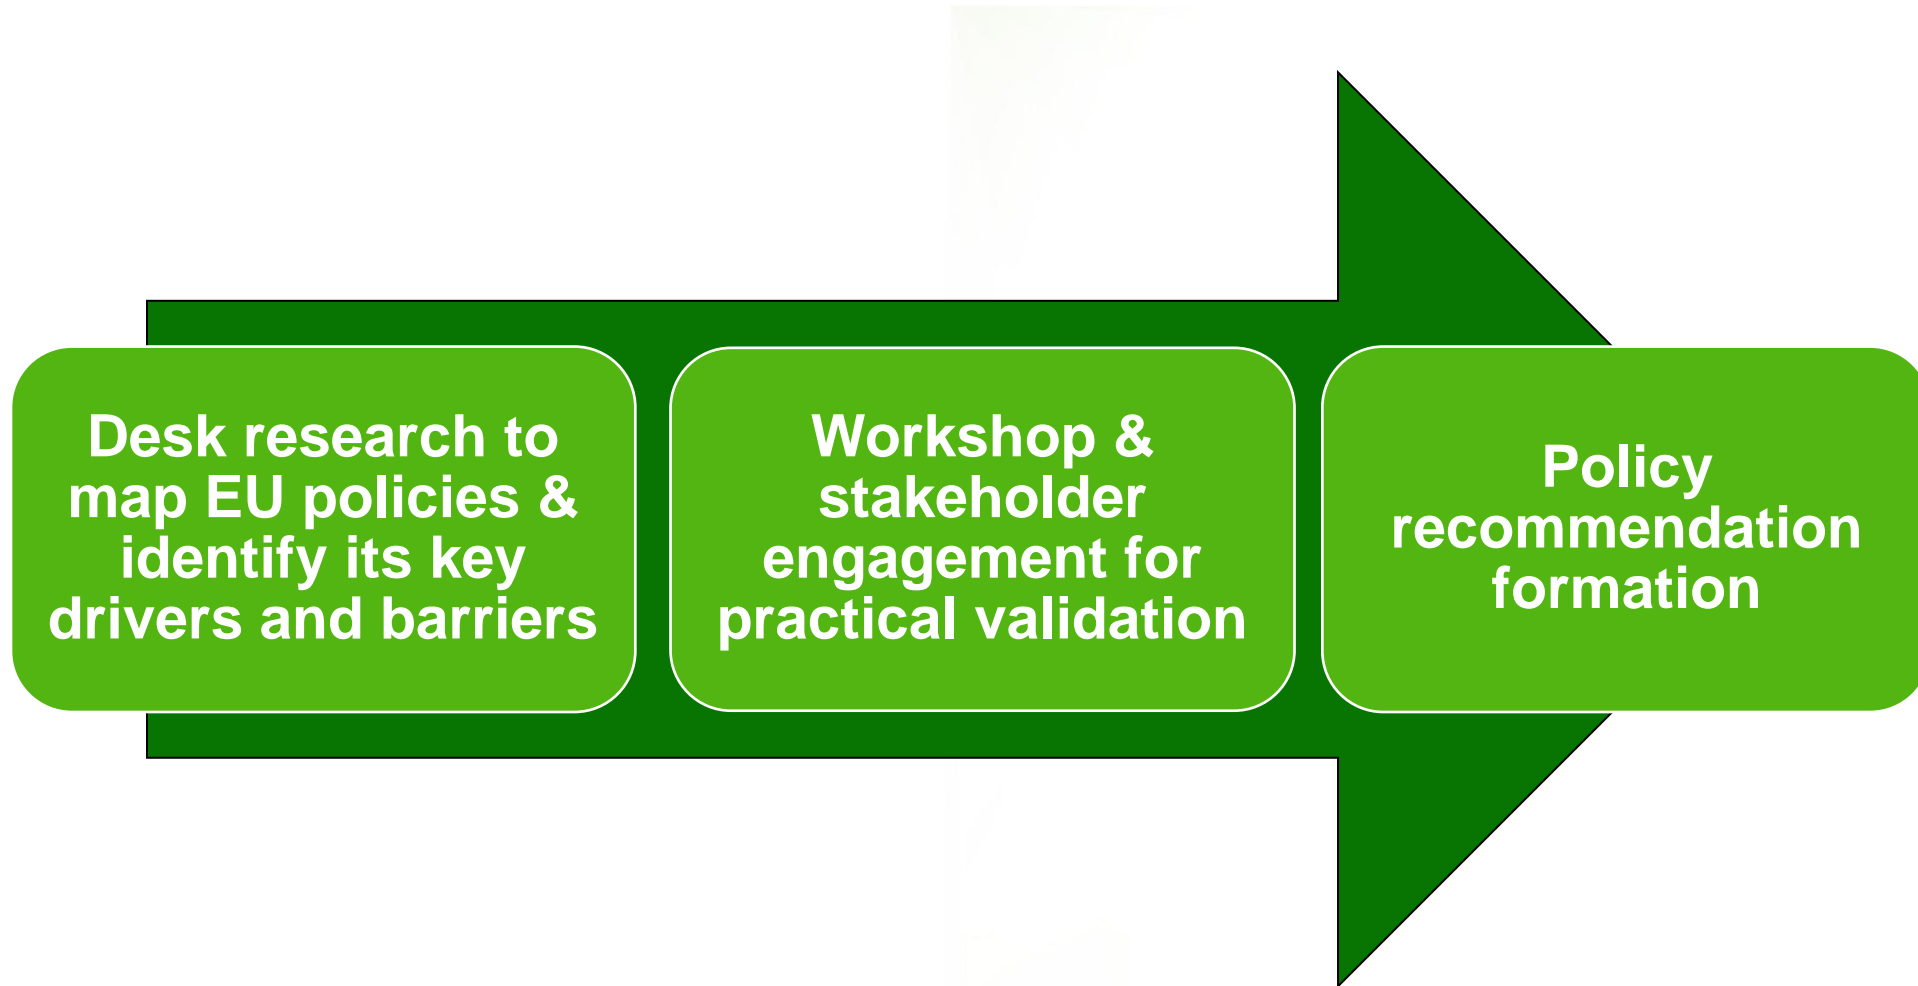 Desk research to
map EU policies &
identify its key
drivers and barriers
Workshop &
stakeholder
engagement for
practical validation
Policy
recommendation
formation